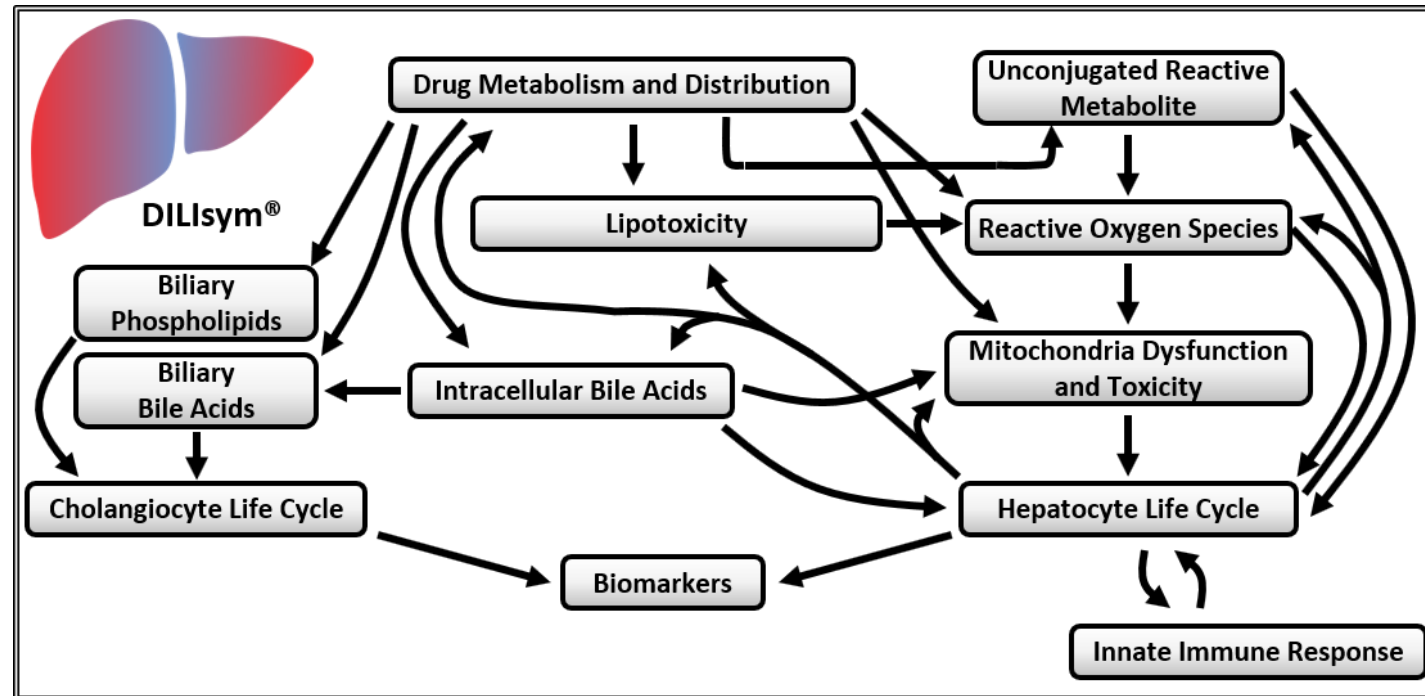 Drug Metabolism and Distribution
Unconjugated Reactive
Metabolite
DILIsym®
Lipotoxicity
Reactive Oxygen Species
Biliary
Phospholipids
Biliary
Bile Acids
Intracellular Bile Acids
Mitochondria Dysfunction
and Toxicity
Cholangiocyte Life Cycle
Hepatocyte Life Cycle
Biomarkers
Innate Immune Response